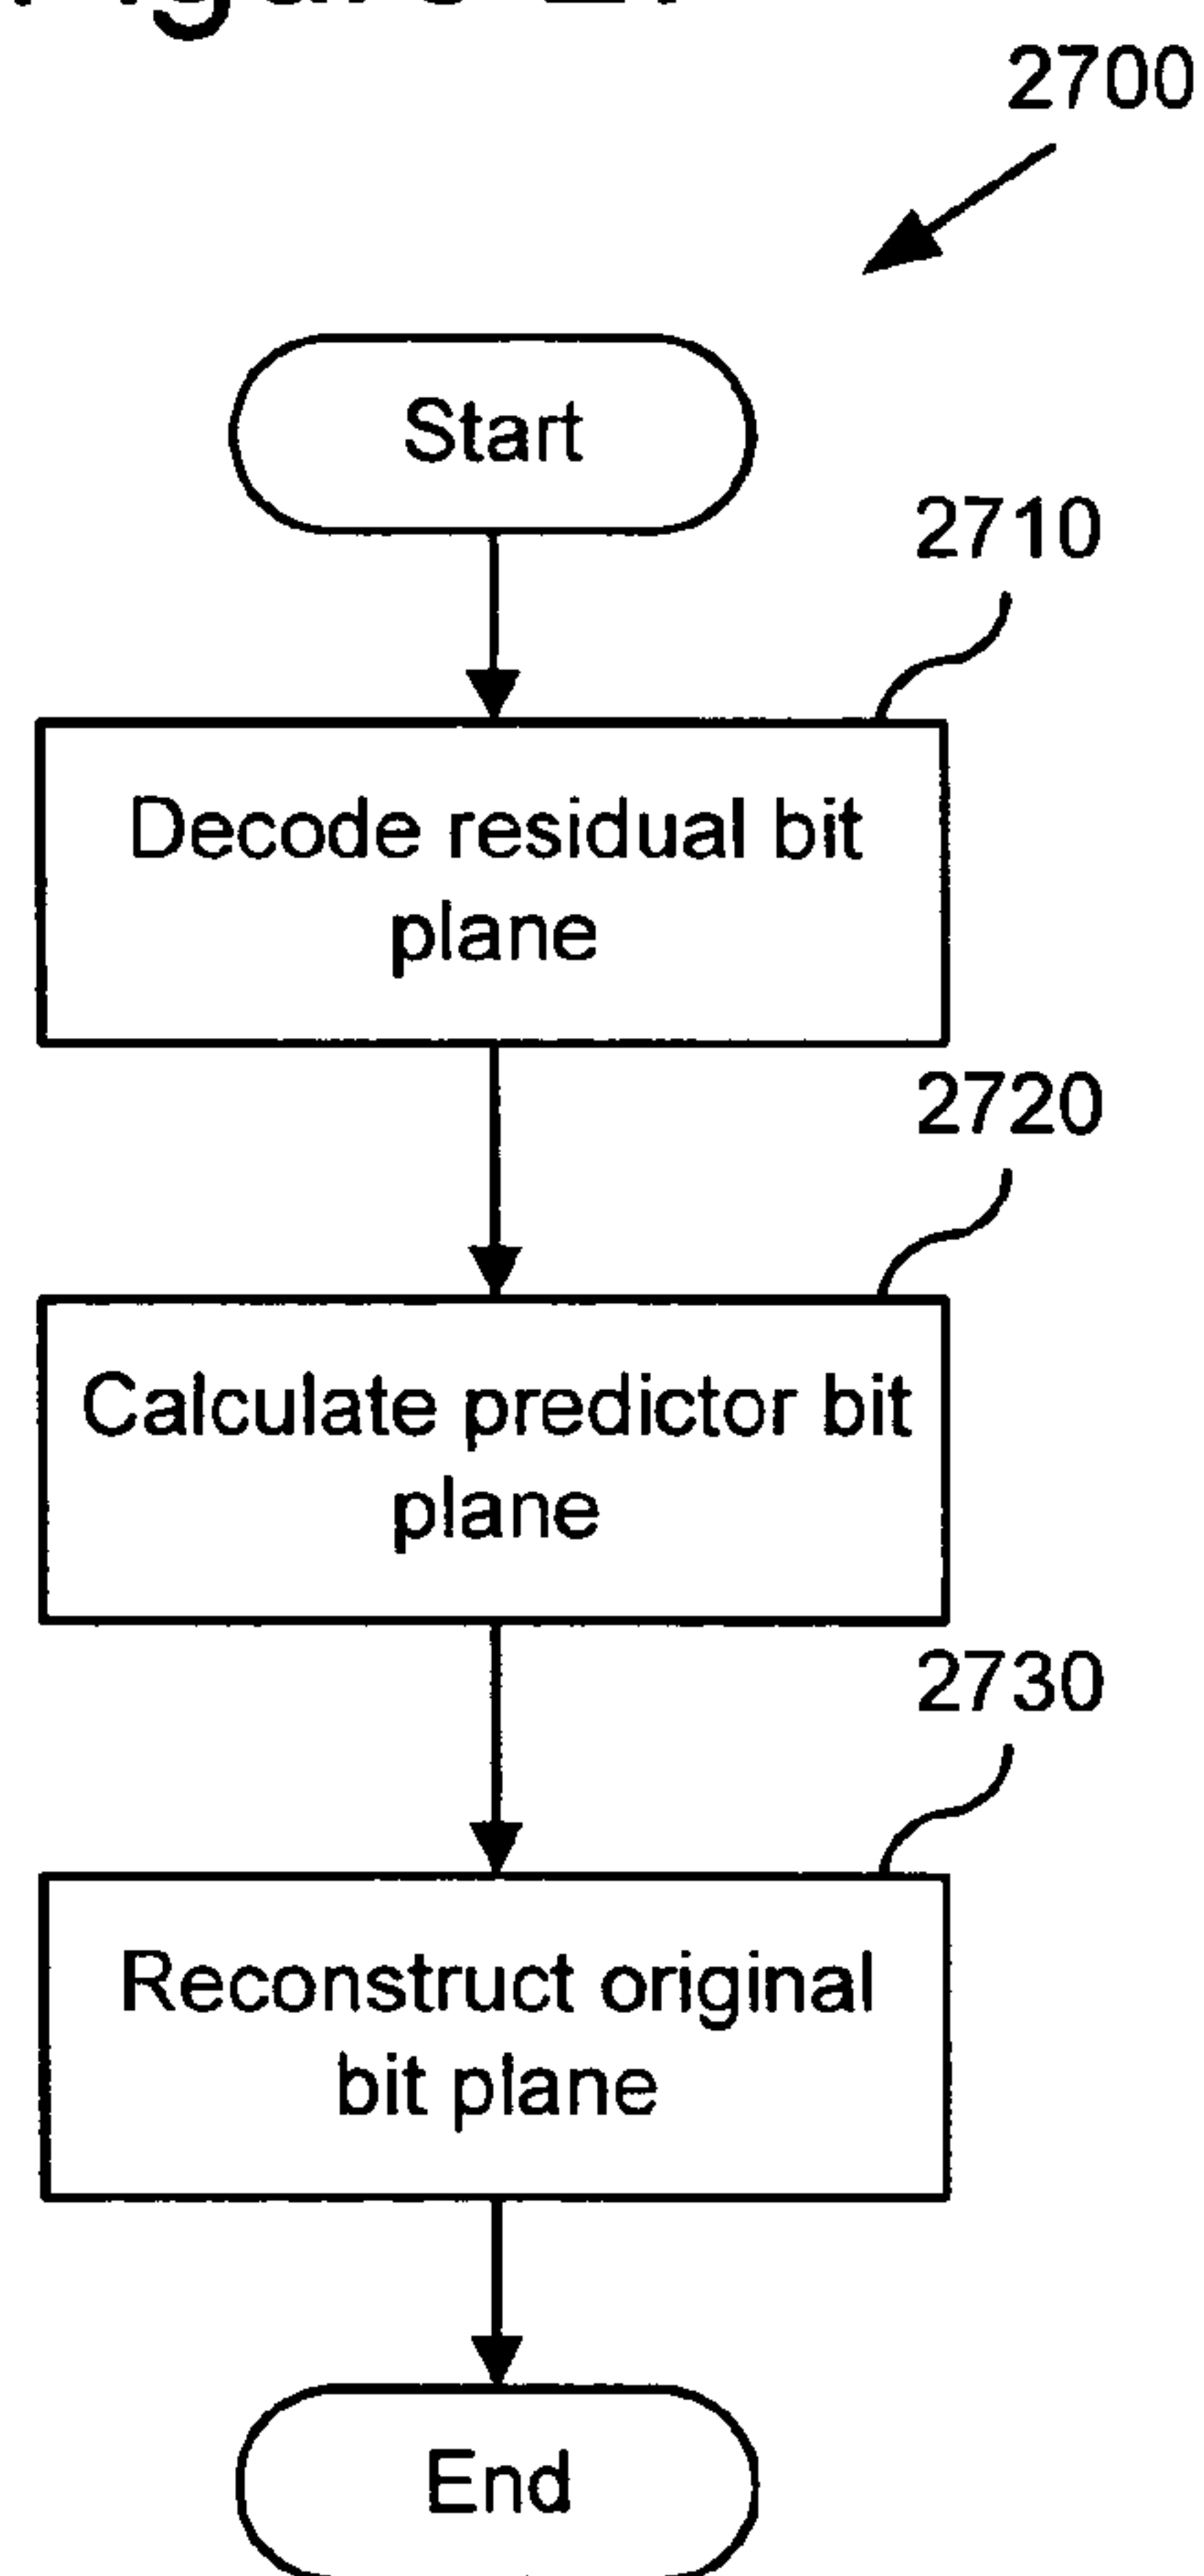 2700
Start
2710
Decode residual bit
plane
2720
Calculate predictor bit
plane
2730
Reconstruct original
bit plane
End